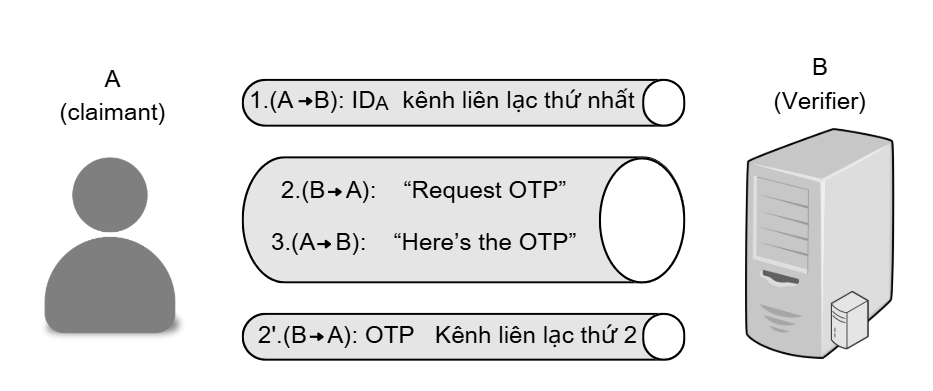 A
(claimant)
B
(Verifier)
1.(A→B): IDA kênh liên lạc thứ nhất
2.(B→A): “Request OTP”
3.(A→B): “Here’s the OTP”
2'.(B→A): OTP Kênh liên lạc thứ 2